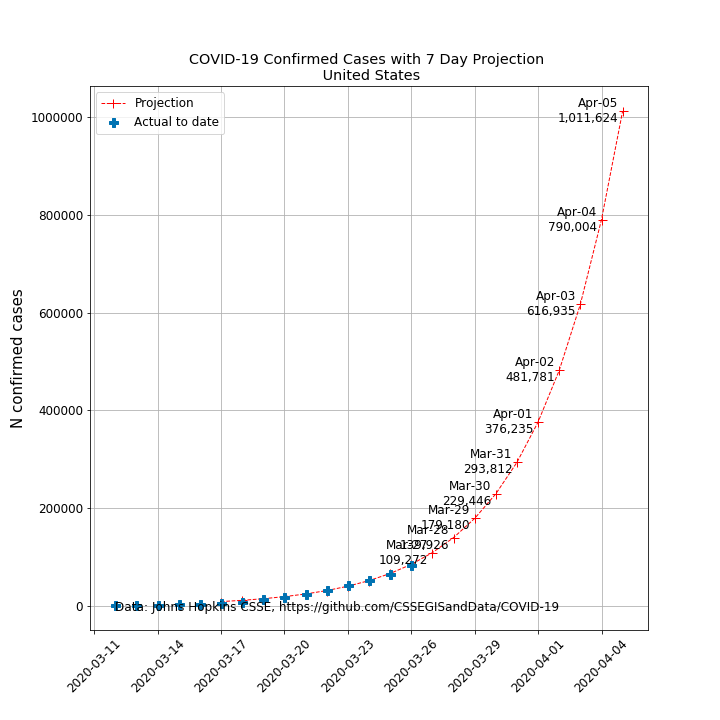 COVID-19 Confirmed Cases with 7 Day Projection
United States
Projection
Actual to date
N confirmed cases
1000000
800000
600000
400000
200000
0
Apr-05
1,011,624
Apr-04
790,004
Apr-03
616,935
Apr-02
481,781
Apr-01
376,235
Mar-31
293,812
Mar-30
229,446
Mar-29
179,180
Mar-28
139,926
Mar-27
109,272
Data: Johns Hopkins CSSE, https://github.com/CSSEGISandData/COVID-19
2020-03-11
2020-03-14
2020-03-17
2020-03-20
2020-03-23
2020-03-26
2020-03-29
2020-04-01
2020-04-04